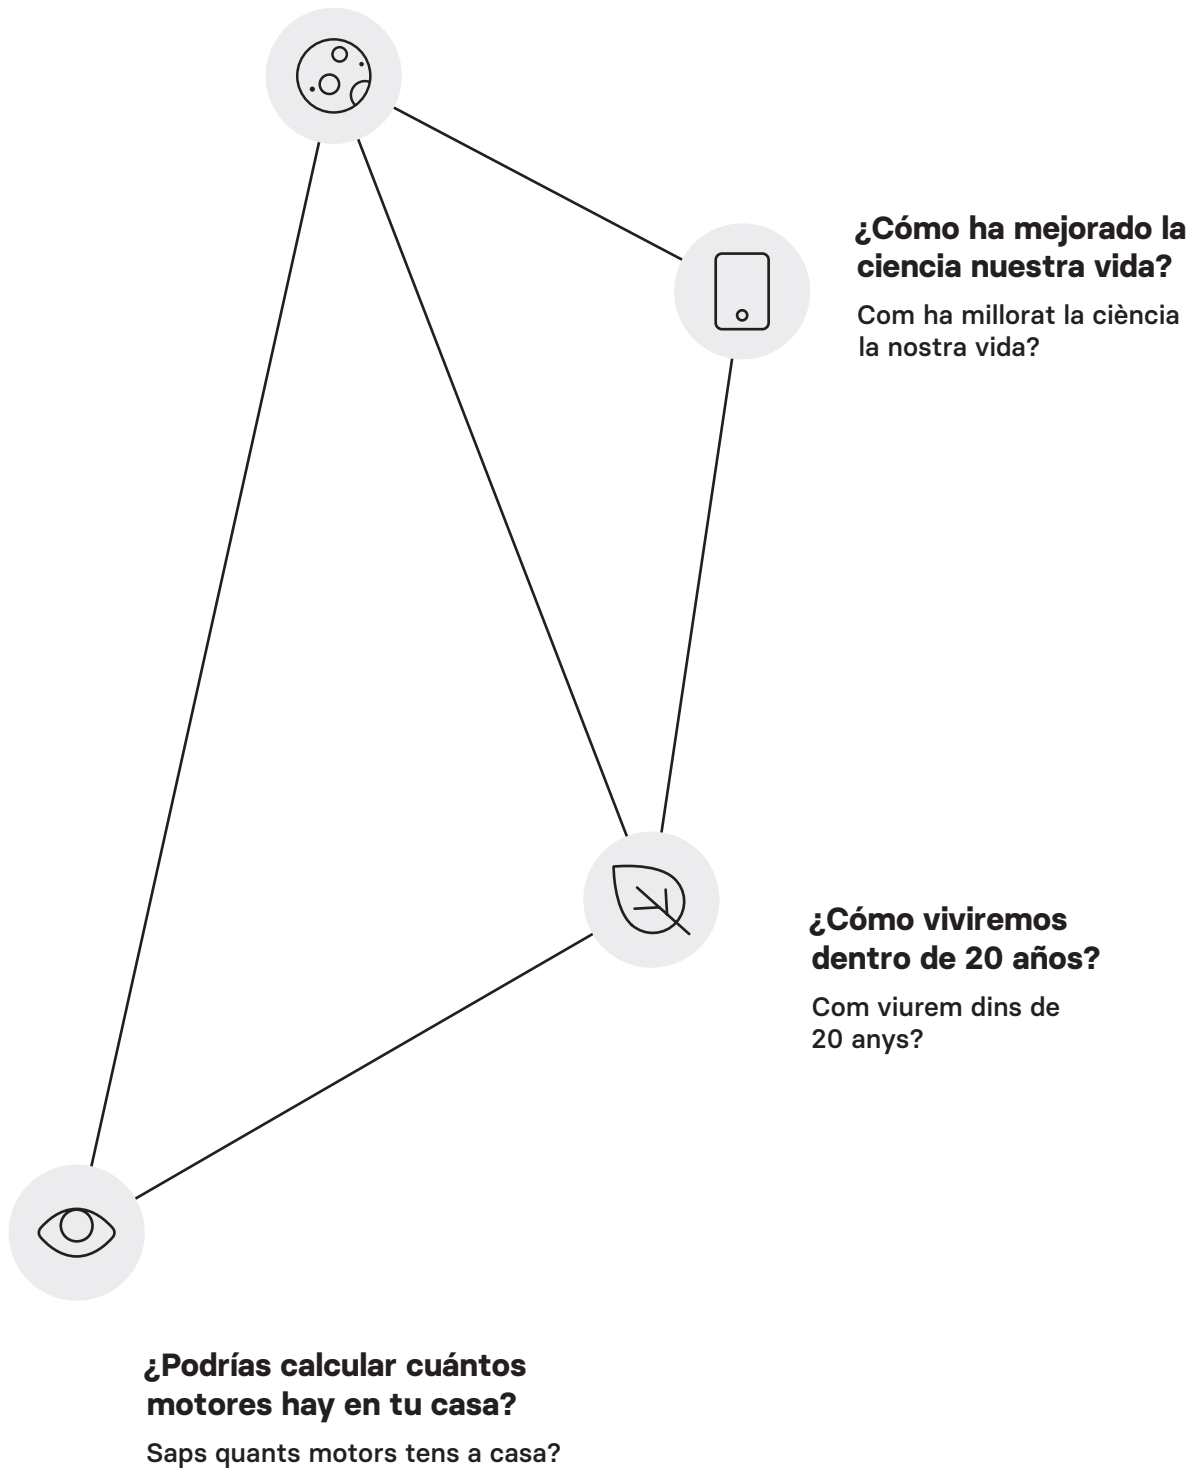 ¿Cómo ha mejorado la
ciencia nuestra vida?
Com ha millorat la ciència
la nostra vida?
¿Cómo viviremos
dentro de 20 años?
Com viurem dins de
20 anys?
¿Podrías calcular cuántos
motores hay en tu casa?
Saps quants motors tens a casa?